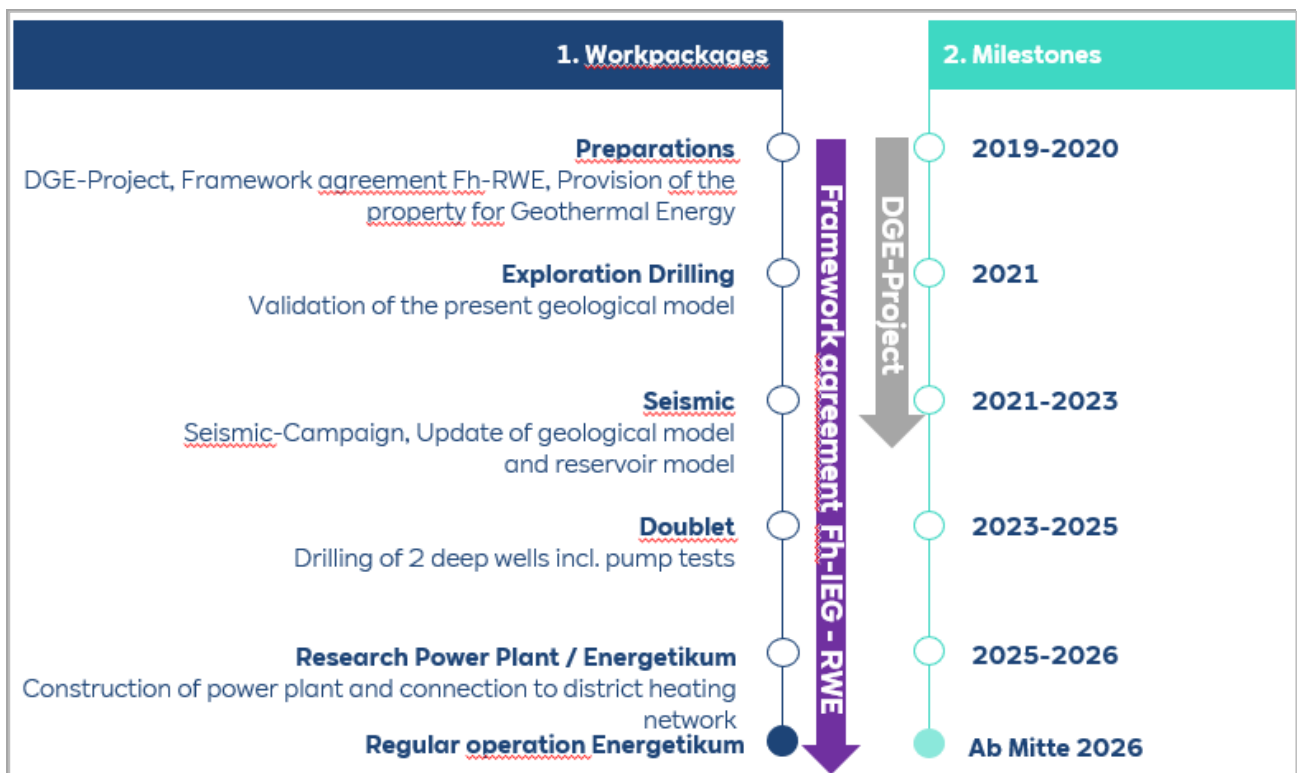 1. Workpackages
2. Milestones
Preparations
2019-2020
DGE-Project, Framework agreement Fh-RWE, Provision of the
property for Geothermal Energy
Exploration Drilling
2021
Validation of the present geological model
Seismic
2021-2023
Seismic-Campaign, Update of geological model
and reservoir model
Doublet
2023-2025
Drilling of 2 deep wells incl. pump tests
Research Power Plant / Energetikum
2025-2026
Construction of power plant and connection to district heating
network
Regular operation Energetikum
Ab Mitte 2026
Framework agreement Fh-IEG - RWE
DGE-Project